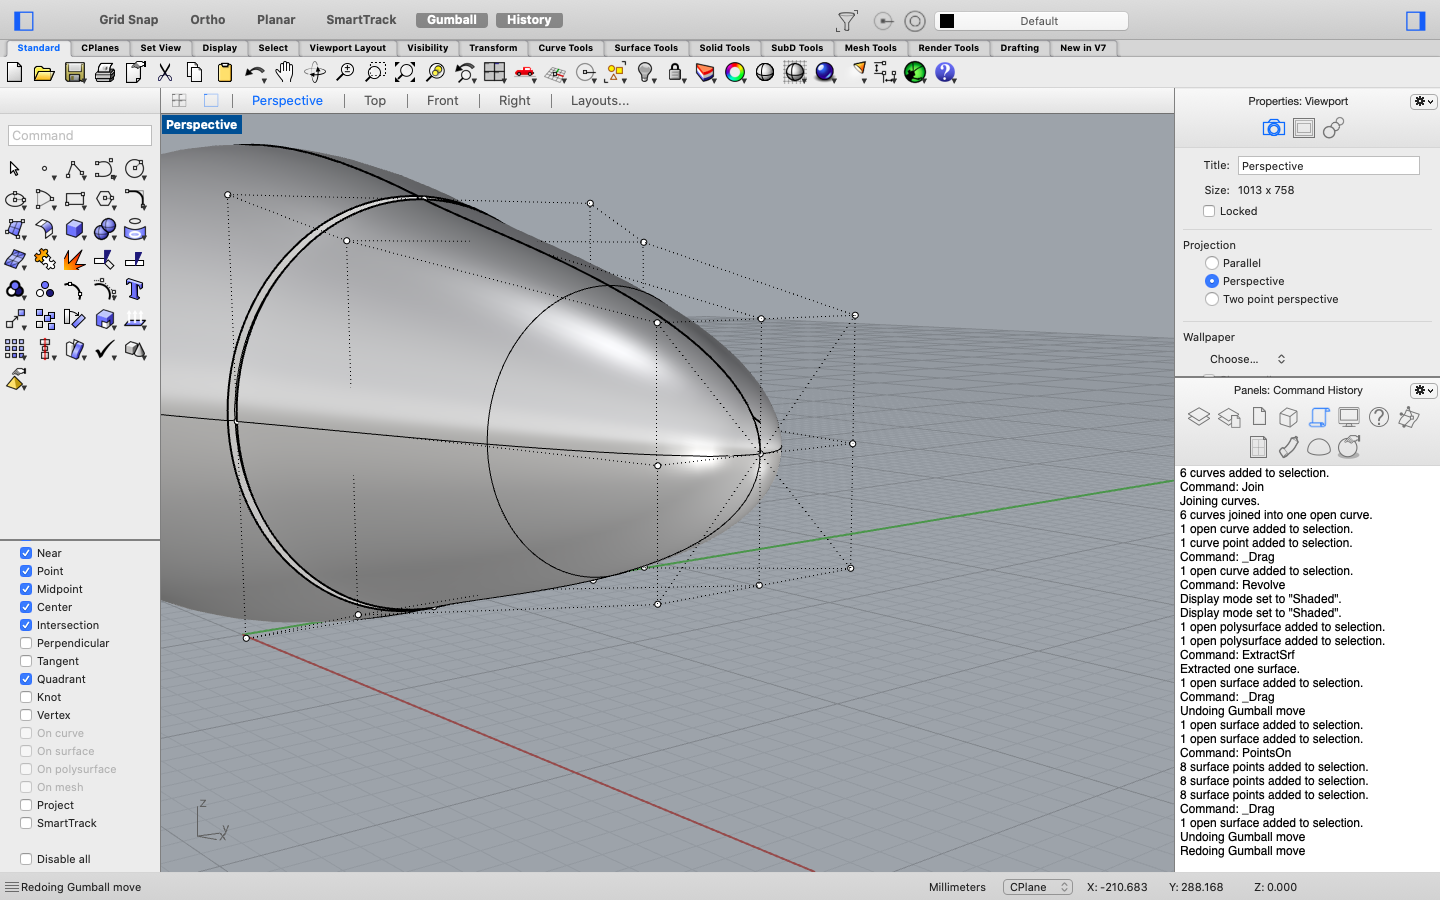 Grid Snap Ortho Planar SmartTrack Gumball History Default
Standard CPlanes Set View Display Select Viewport Layout Visibility Transform Curve Tools Surface Tools Solid Tools SubD Tools Mesh Tools Render Tools Drafting New in V7
Perspective Top Front Right Layouts...
Perspective
Command
Near
Point
Midpoint
Center
Intersection
Perpendicular
Tangent
Quadrant
Knot
Vertex
On curve
On surface
On polysurface
On mesh
Project
SmartTrack
Disable all
z
y
x
Properties: Viewport
Title: Perspective
Size: 1013 x 758
Locked
Projection
Parallel
Perspective
Two point perspective
Wallpaper
Choose...
Panels: Command History
6 curves added to selection.
Command: Join
Joining curves.
6 curves joined into one open curve.
1 open curve added to selection.
1 curve point added to selection.
Command: _Drag
1 open curve added to selection.
Command: Revolve
Display mode set to "Shaded".
Display mode set to "Shaded".
1 open polysurface added to selection.
1 open polysurface added to selection.
Command: ExtractSrf
Extracted one surface.
1 open surface added to selection.
Command: _Drag
Undoing Gumball move
1 open surface added to selection.
1 open surface added to selection.
Command: PointsOn
8 surface points added to selection.
8 surface points added to selection.
8 surface points added to selection.
Command: _Drag
1 open surface added to selection.
Undoing Gumball move
Redoing Gumball move
Redoing Gumball move Millimeters CPlane X: -210.683 Y: 288.168 Z: 0.000